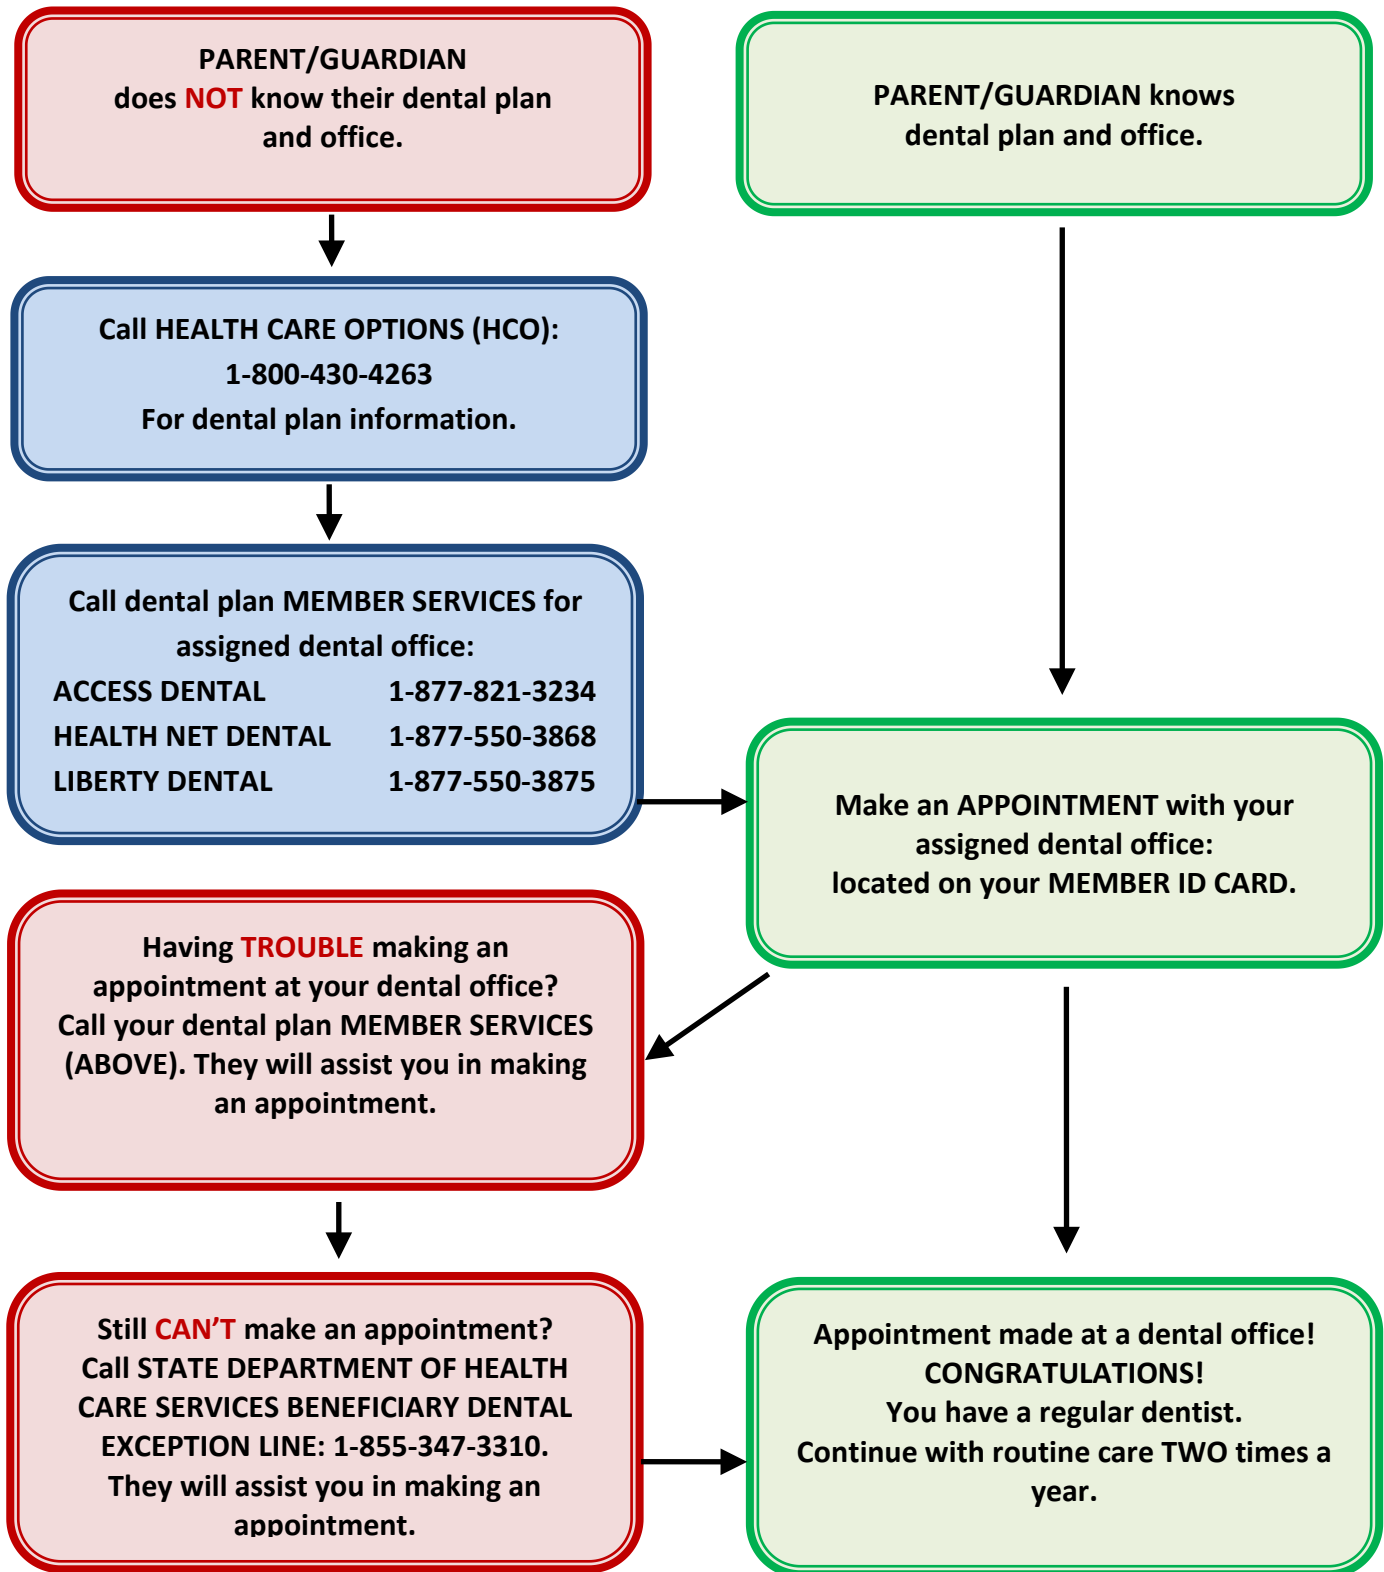 PARENT/GUARDIAN
does NOT know their dental plan
and office.
PARENT/GUARDIAN knows
dental plan and office.
Call HEALTH CARE OPTIONS (HCO):
1-800-430-4263
For dental plan information.
Call dental plan MEMBER SERVICES for
assigned dental office:
ACCESS DENTAL 1-877-821-3234
HEALTH NET DENTAL 1-877-550-3868
LIBERTY DENTAL 1-877-550-3875
Make an APPOINTMENT with your
assigned dental office:
located on your MEMBER ID CARD.
Having TROUBLE making an
appointment at your dental office?
Call your dental plan MEMBER SERVICES
(ABOVE). They will assist you in making
an appointment.
Still CAN’T make an appointment?
Call STATE DEPARTMENT OF HEALTH
CARE SERVICES BENEFICIARY DENTAL
EXCEPTION LINE: 1-855-347-3310.
They will assist you in making an
appointment.
Appointment made at a dental office!
CONGRATULATIONS!
You have a regular dentist.
Continue with routine care TWO times a
year.